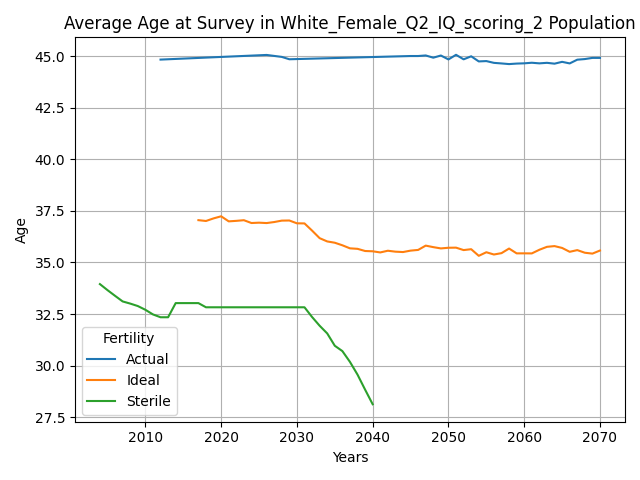 Average Age at Survey in White_Female_Q2_IQ_scoring_2 Population
45.0
42.5
40.0
37.5
35.0
32.5
30.0
27.5
Age
Fertility
Actual
Ideal
Sterile
2010 2020 2030 2040 2050 2060 2070
Years